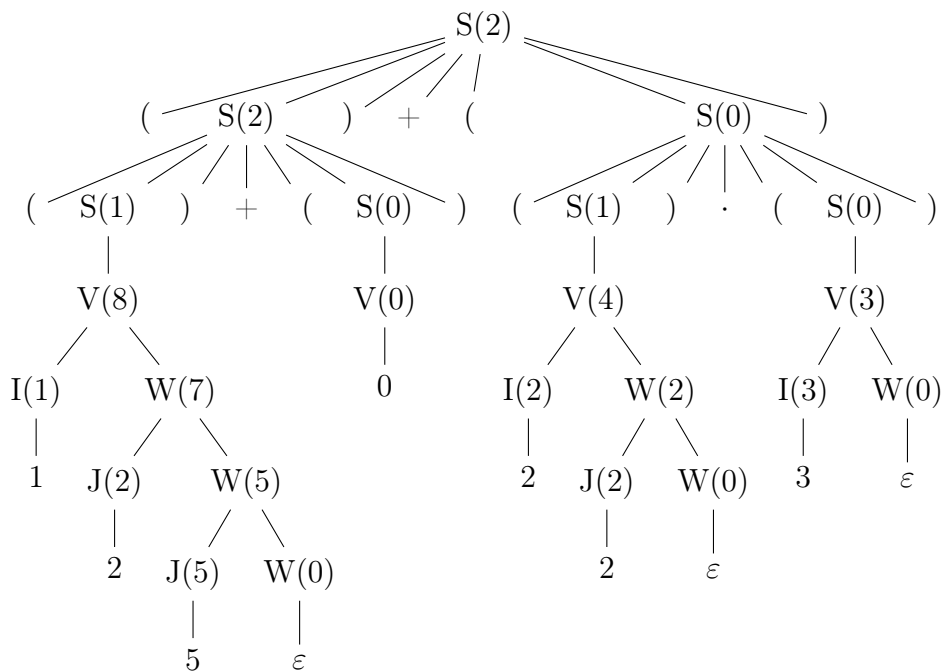 S(2)
( S(2) ) + ( S(0) )
( S(1) ) + ( S(0) ) ( S(1) ) · ( S(0) )
V(8) V(0) V(4) V(3)
I(1) W(7) 0 I(2) W(2) I(3) W(0)
1 J(2) W(5) 2 J(2) W(0) 3 ε
2 J(5) W(0) 2 ε
5 ε